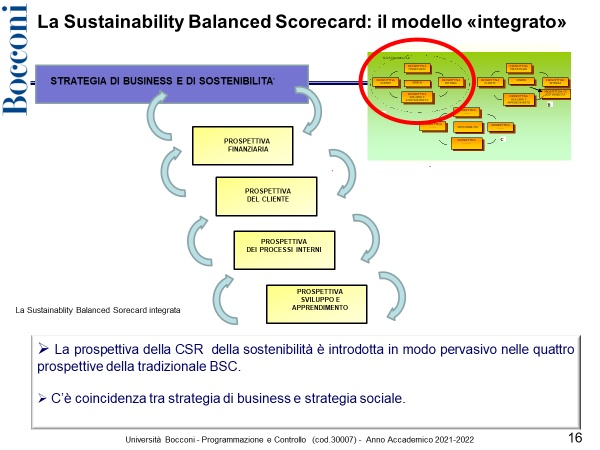 Bocconi
La Sustainability Balanced Scorecard: il modello «integrato»
STRATEGIA DI BUSINESS E DI SOSTENIBILITA'
PROSPETTIVA
FINANZIARIA
PROSPETTIVA
DEL CLIENTE
PROSPETTIVA
DEI PROCESSI INTERNI
PROSPETTIVA
SVILUPPO E
APPRENDIMENTO
La Sustainablity Balanced Sorecard integrata
➢ La prospettiva della CSR della sostenibilità è introdotta in modo pervasivo nelle quattro
prospettive della tradizionale BSC.
➢ C'è coincidenza tra strategia di business e strategia sociale.
Università Bocconi - Programmazione e Controllo (cod.30007) - Anno Accademico 2021-2022
16